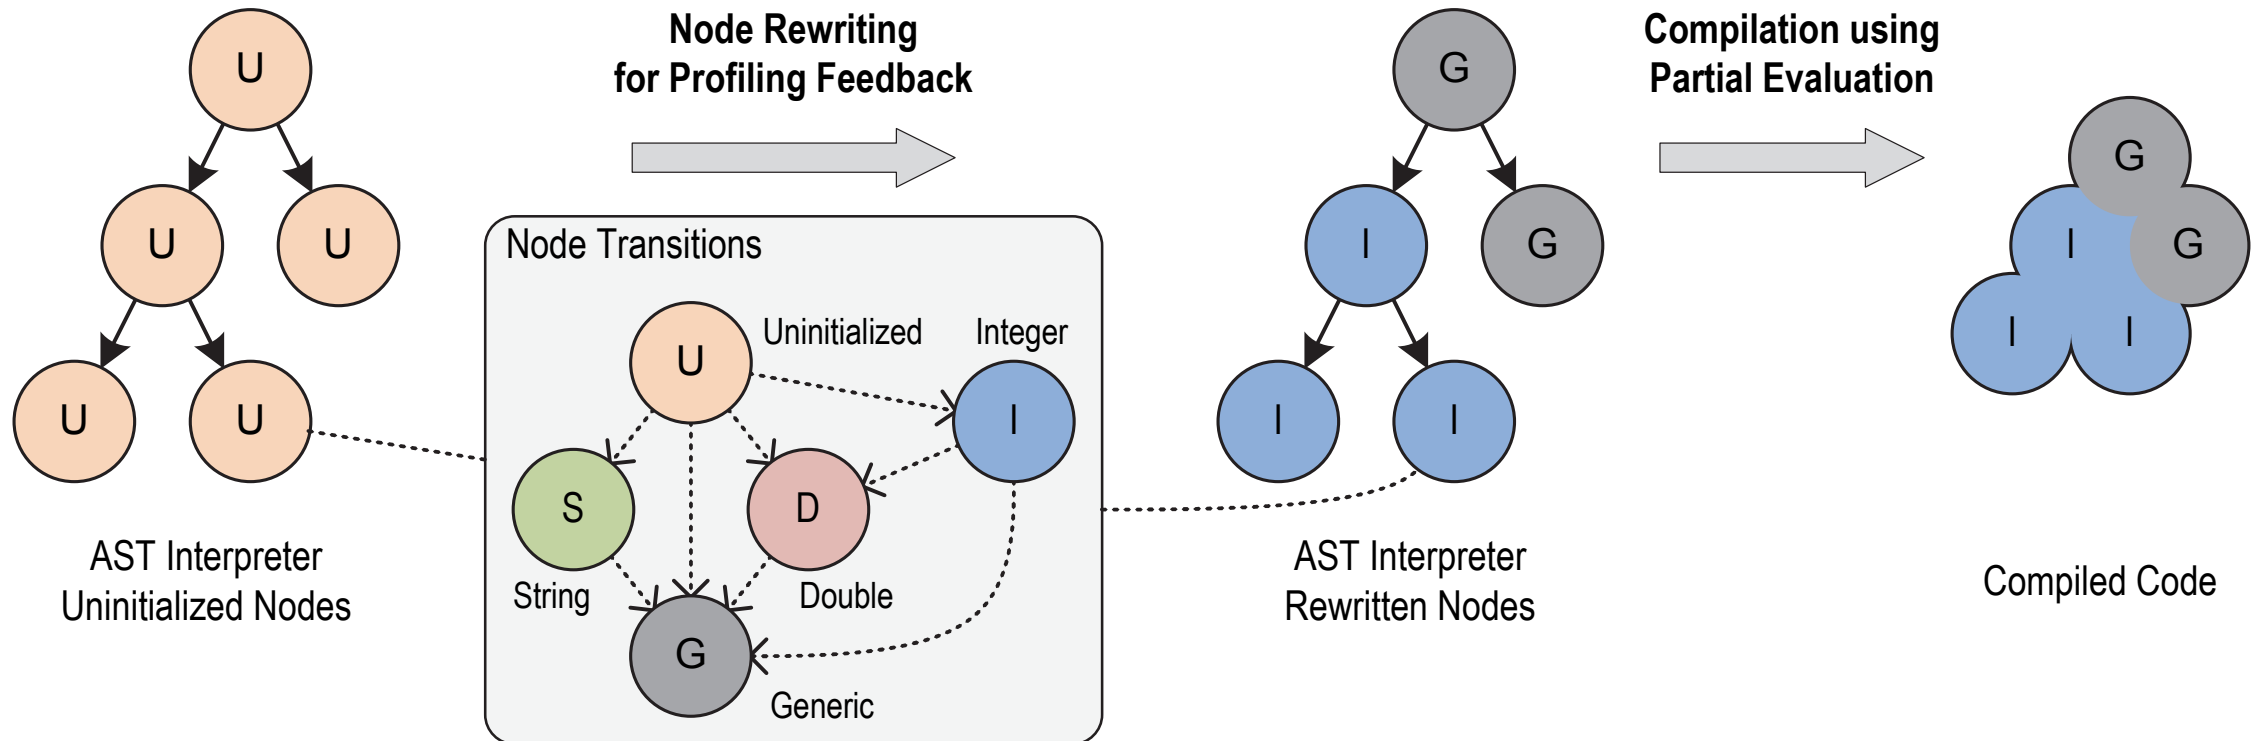 U
U
U
U
U
AST Interpreter
Uninitialized Nodes
Node Rewriting
for Profiling Feedback
Node Transitions
U
Uninitialized
Integer
I
S
D
String
Double
G
Generic
G
I
G
I
I
AST Interpreter
Rewritten Nodes
Compilation using
Partial Evaluation
G
I
G
I
I
Compiled Code